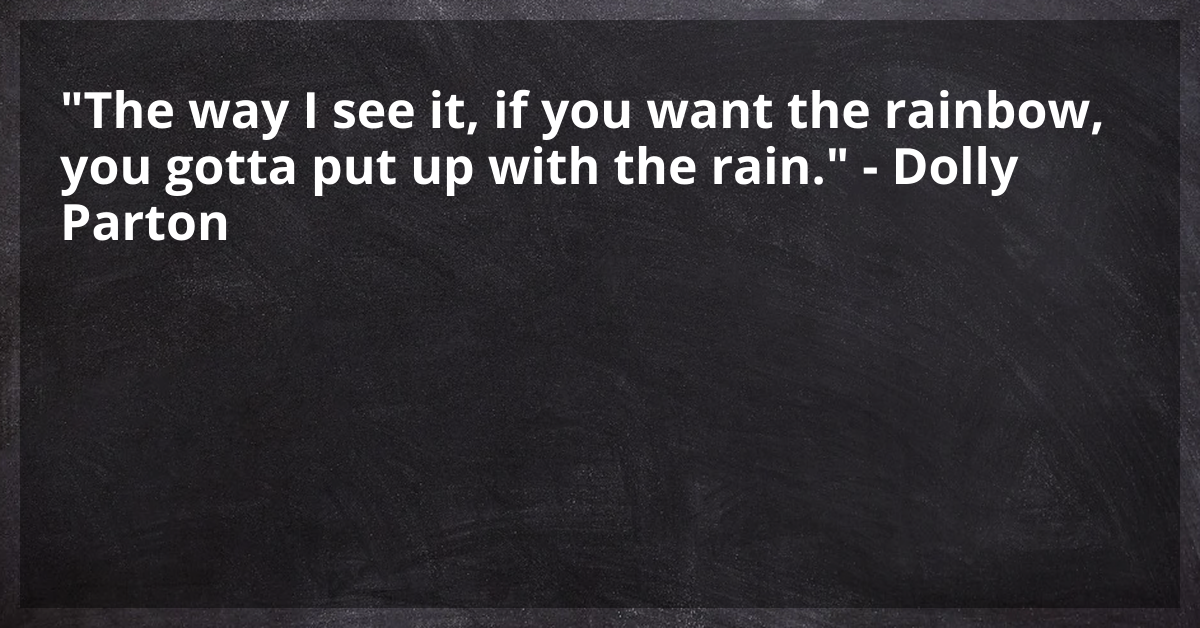 "The way I see it, if you want the rainbow,
you gotta put up with the rain." - Dolly
Parton